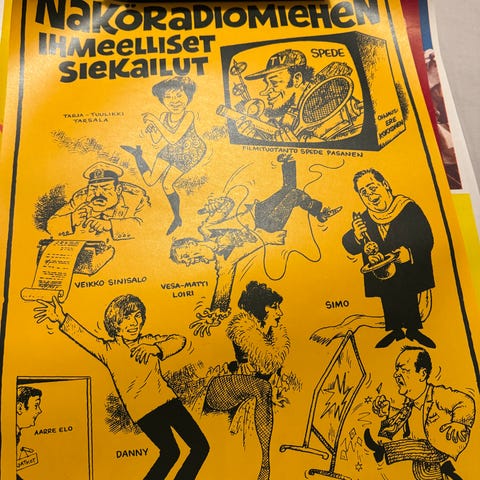 NÄKÖRADIOMIEHEN
IHMEELLISET
SIEKAILUT
TV
SPEDE
OHJAUS:
ERE
KOKKONEN
FILMITUOTANTO SPEDE PASANEN
TARJA-TUULIKKI
TARSALA
VEIKKO SINISALO
VESA-MATTI
LOIRI
SIMO
AARRE ELO
DANNY